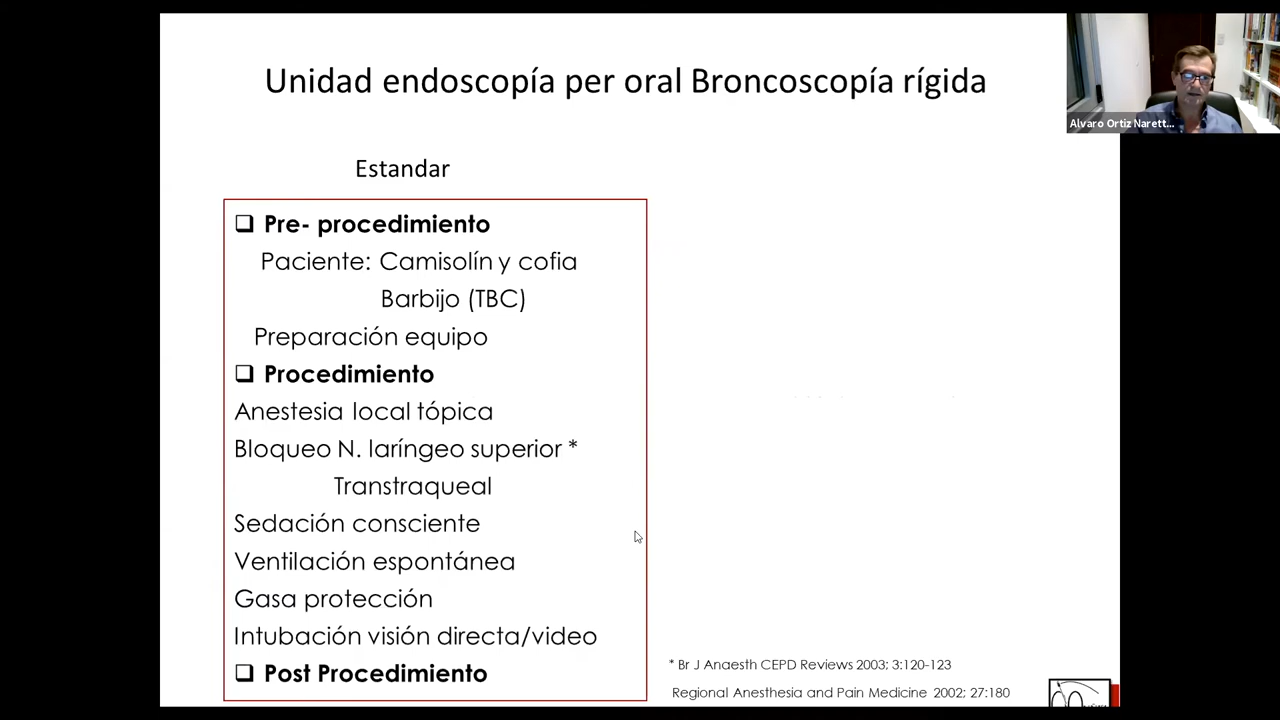 Unidad endoscopía per oral Broncoscopía rígida
Alvaro Ortiz Narett...
Estandar
Pre- procedimiento
Paciente: Camisolín y cofia
Barbijo (TBC)
Preparación equipo
Procedimiento
Anestesia local tópica
Bloqueo N. laríngeo superior *
Transtraqueal
Sedación consciente
Ventilación espontánea
Gasa protección
Intubación visión directa/video
Post Procedimiento
* Br J Anaesth CEPD Reviews 2003; 3:120-123
Regional Anesthesia and Pain Medicine 2002; 27:180